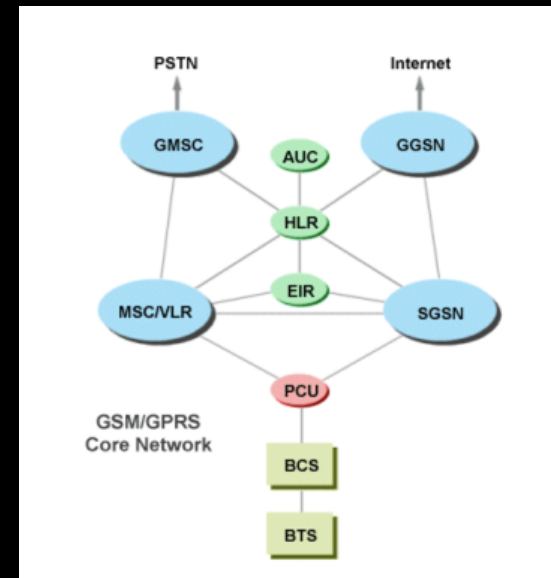 PSTN
Internet
GMSC
GGSN
AUC
HLR
EIR
MSC/VLR
SGSN
PCU
GSM/GPRS
Core Network
BCS
BTS